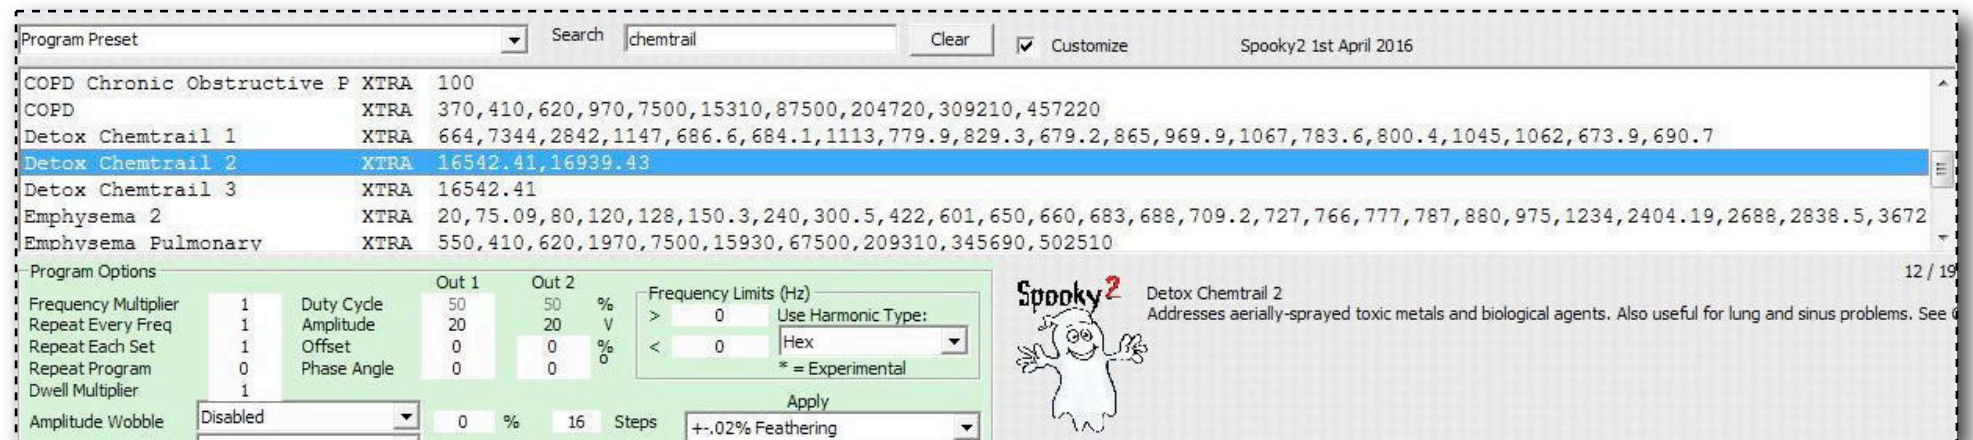 Program Preset Search chemtrail Clear Customize Spooky2 1st April 2016
COPD Chronic Obstructive P XTRA 100
COPD XTRA 370,410,620,970,7500,15310,87500,204720,309210,457220
Detox Chemtrail 1 XTRA 664,7344,2842,1147,686.6,684.1,1113,779.9,829.3,679.2,865,969.9,1067,783.6,800.4,1045,1062,673.9,690.7
Detox Chemtrail 2 XTRA 16542.41,16939.43
Detox Chemtrail 3 XTRA 16542.41
Emphysema 2 XTRA 20,75.09,80,120,128,150.3,240,300.5,422,601,650,660,683,688,709.2,727,766,777,787,880,975,1234,2404.19,2688,2838.5,3672
Emphysema Pulmonary XTRA 550,410,620,1970,7500,15930,67500,209310,345690,502510
Program Options
Out 1 Out 2
Frequency Multiplier 1 Duty Cycle 50 50 %
Repeat Every Freq 1 Amplitude 20 20 V
Repeat Each Set 1 Offset 0 0 %
Repeat Program 0 Phase Angle 0 0 °
Dwell Multiplier 1
Amplitude Wobble Disabled 0 % 16 Steps
Frequency Limits (Hz)
> 0 Use Harmonic Type:
< 0 Hex
* = Experimental
Apply
+-.02% Feathering
Spooky2
12 / 19
Detox Chemtrail 2
Addresses aerially-sprayed toxic metals and biological agents. Also useful for lung and sinus problems. See